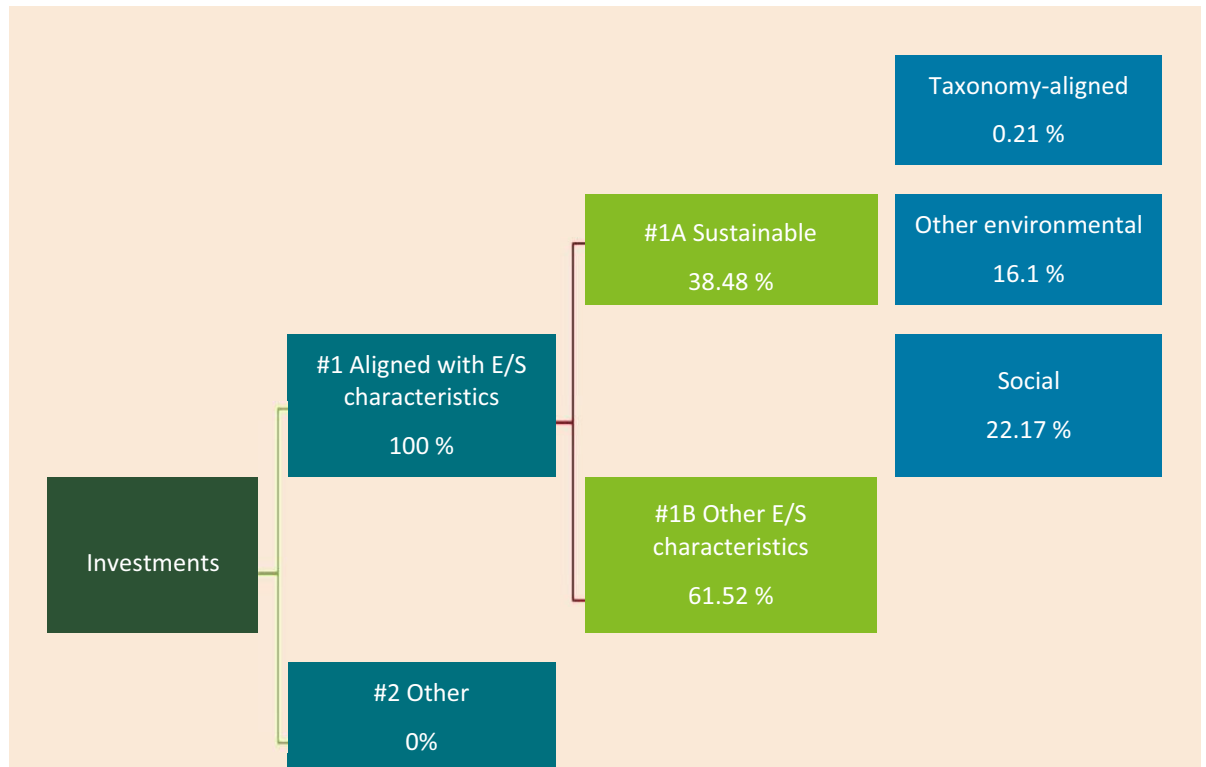 Taxonomy-aligned
0.21 %
#1A Sustainable
38.48 %
Other environmental
16.1 %
#1 Aligned with E/S
characteristics
100 %
Social
22.17 %
Investments
#1B Other E/S
characteristics
61.52 %
#2 Other
0%